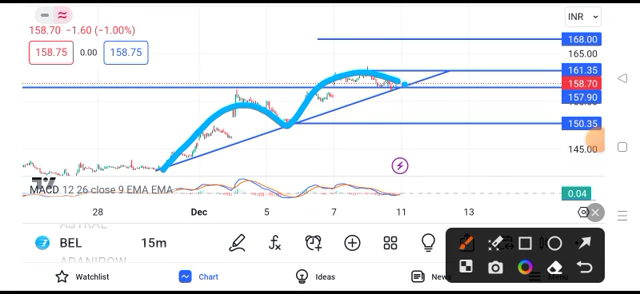 INR
158.70 −1.60 (−1.00%)
158.75 0.00 158.75
168.00
165.00
161.35
158.70
157.90
150.35
145.00
MACD 12 26 close 9 EMA EMA
0.04
28 Dec 5 7 11 13
ASTRAL
BEL 15m
ADANIPOW
Watchlist Chart Ideas News Menu